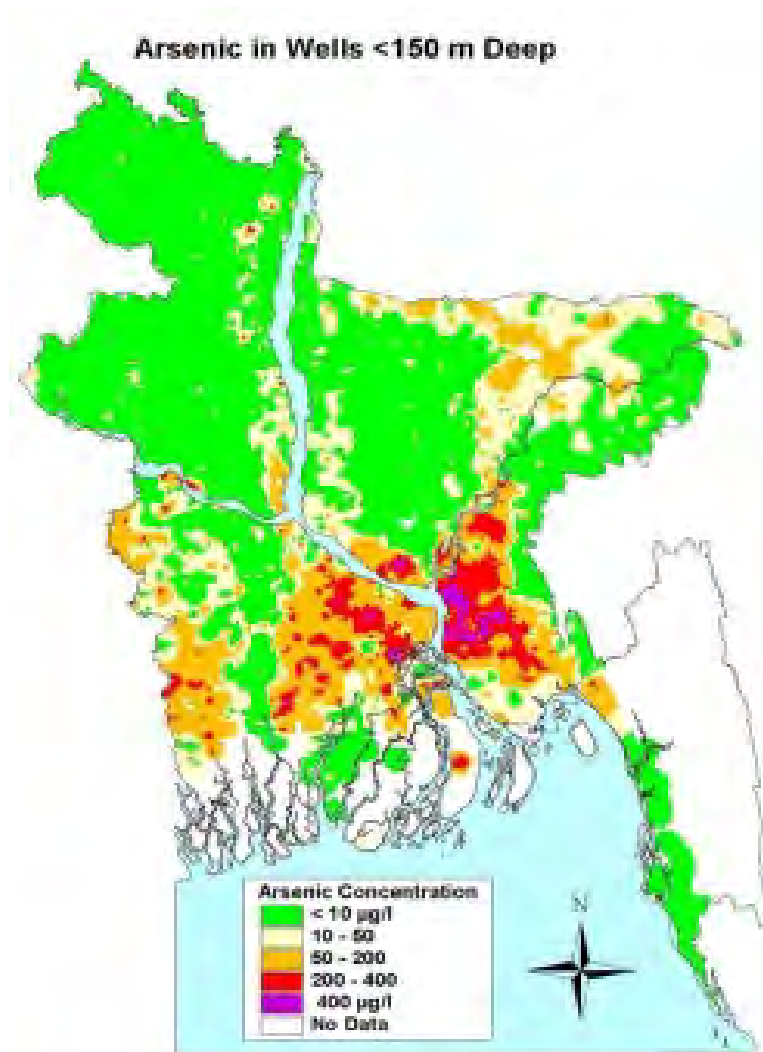 Arsenic in Wells <150 m Deep
Arsenic Concentration
< 10 µg/l
10 - 50
50 - 200
200 - 400
400 µg/l
No Data
N